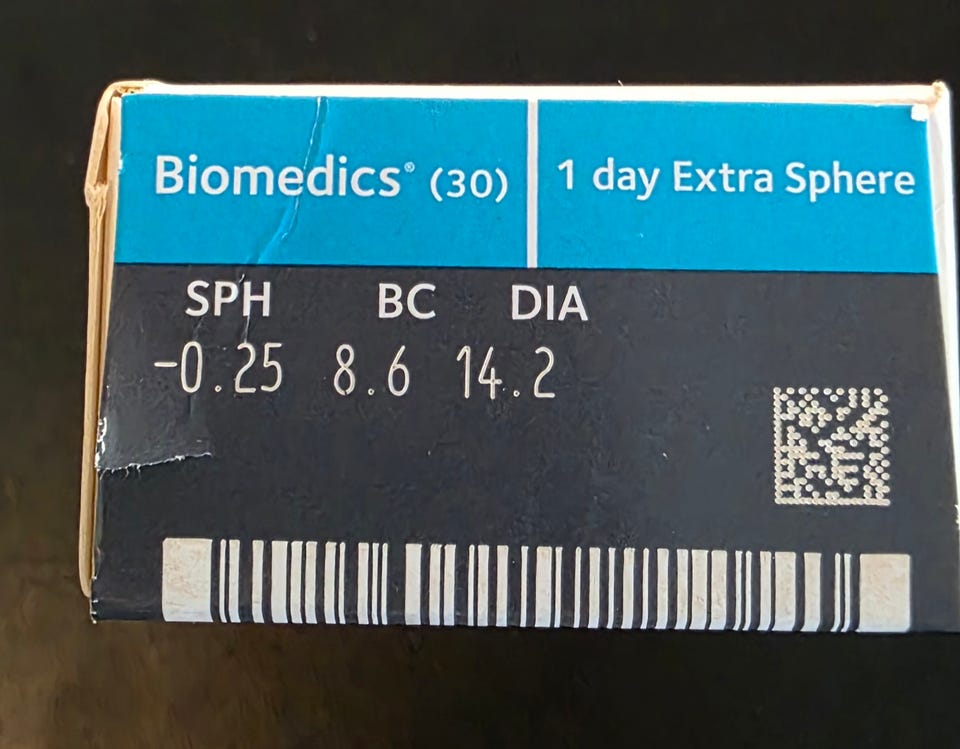 Biomedics® (30) 1 day Extra Sphere
SPH BC DIA
-0.25 8.6 14.2